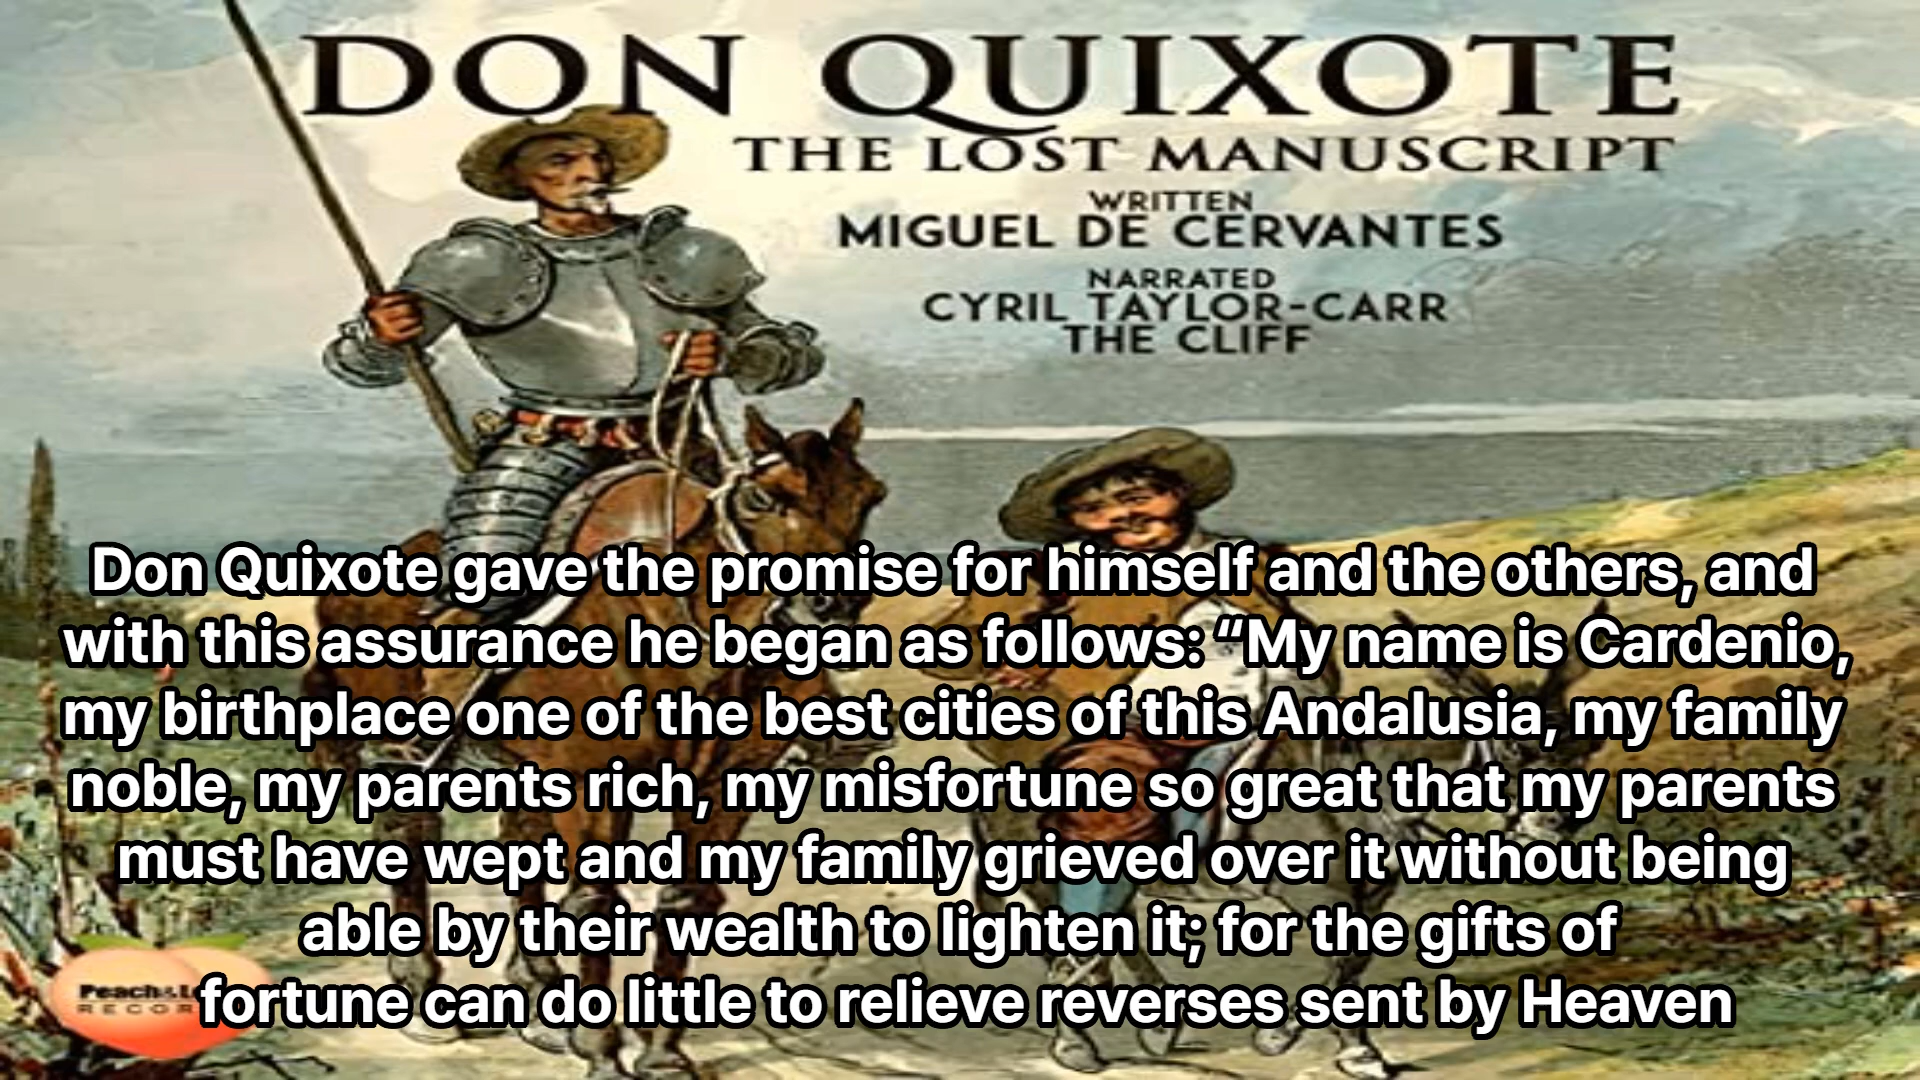 DON QUIXOTE
THE LOST MANUSCRIPT
WRITTEN
MIGUEL DE CERVANTES
NARRATED
CYRIL TAYLOR-CARR
THE CLIFF
Don Quixote gave the promise for himself and the others, and
with this assurance he began as follows: “My name is Cardenio,
my birthplace one of the best cities of this Andalusia, my family
noble, my parents rich, my misfortune so great that my parents
must have wept and my family grieved over it without being
able by their wealth to lighten it; for the gifts of
fortune can do little to relieve reverses sent by Heaven